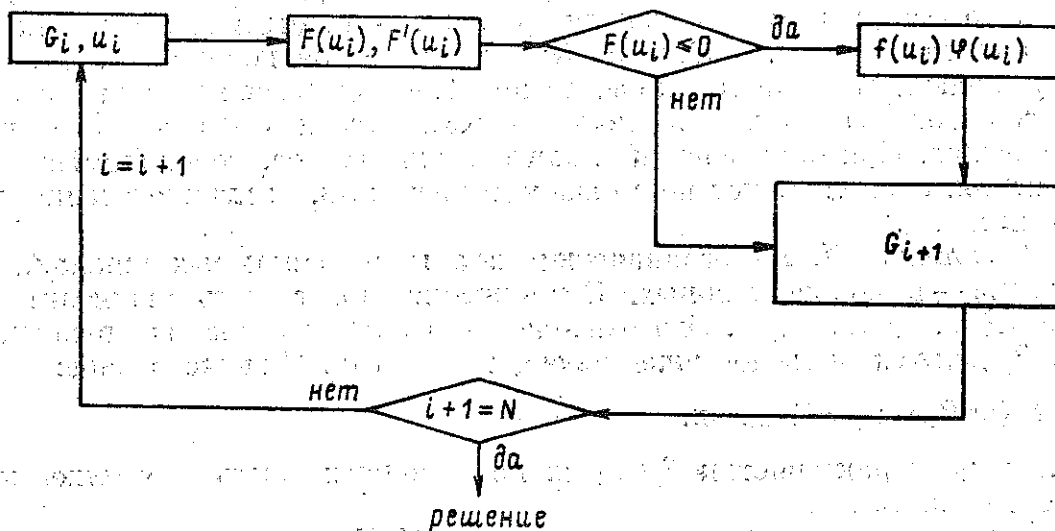 G_i, u_i
F(u_i), F'(u_i)
F(u_i) ≤ 0
да
f(u_i) φ(u_i)
нет
i = i + 1
G_{i+1}
нет
i + 1 = N
да
решение